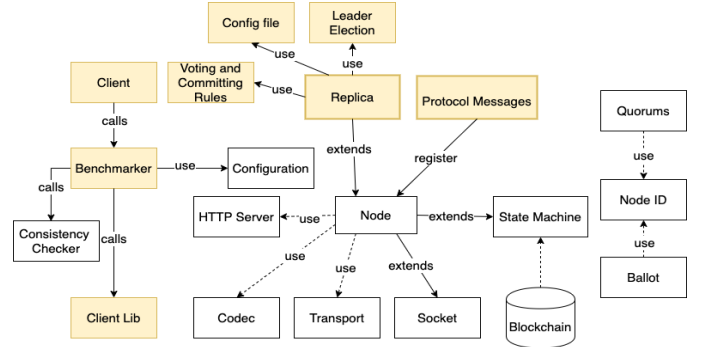 Config file
Leader
Election
use
use
Voting and
Committing
Rules
use
Client
Replica
Protocol Messages
Quorums
calls
extends
use
register
Benchmarker
use
Configuration
calls
Node ID
HTTP Server
use
Node
extends
State Machine
Consistency
Checker
calls
use
use
use
extends
Ballot
Client Lib
Codec
Transport
Socket
Blockchain